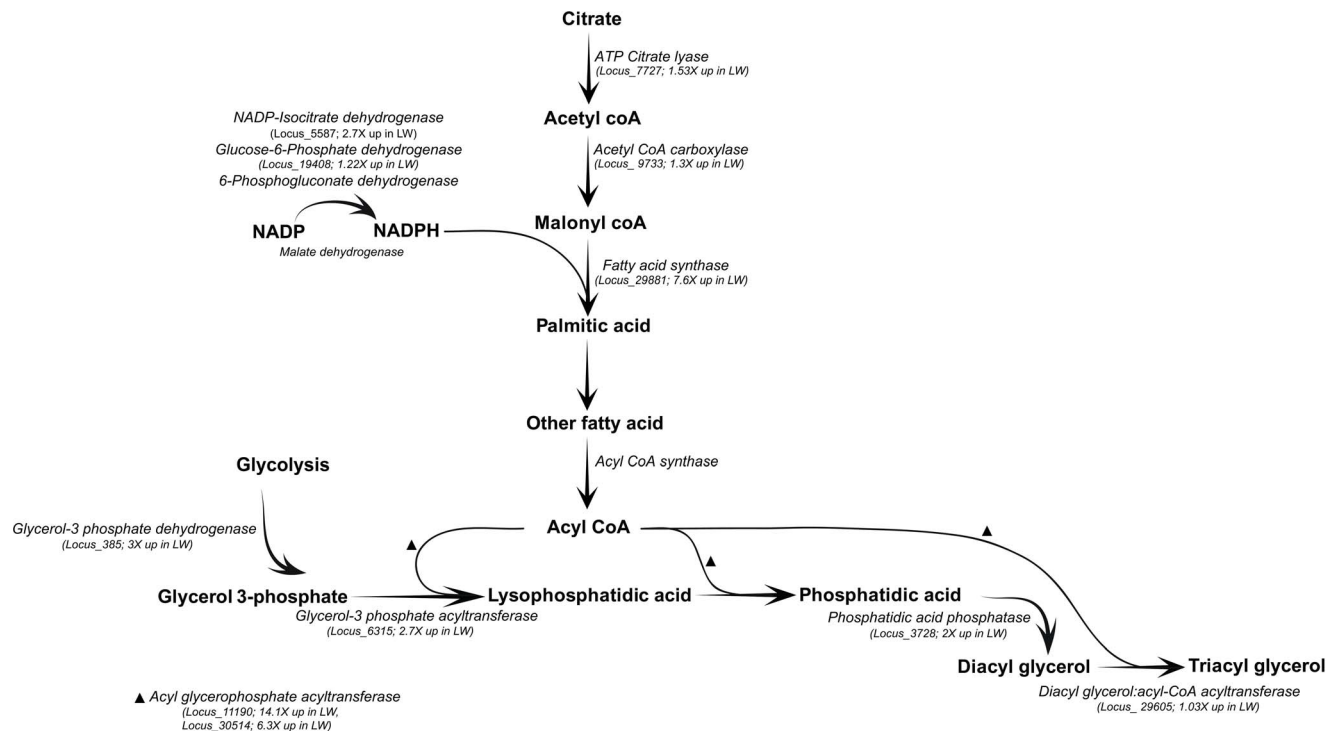 Citrate
ATP Citrate lyase
(Locus_7727; 1.53X up in LW)
Acetyl coA
NADP-Isocitrate dehydrogenase
(Locus_5587; 2.7X up in LW)
Glucose-6-Phosphate dehydrogenase
(Locus_19408; 1.22X up in LW)
6-Phosphogluconate dehydrogenase
Acetyl CoA carboxylase
(Locus_ 9733; 1.3X up in LW)
NADP
NADPH
Malate dehydrogenase
Malonyl coA
Fatty acid synthase
(Locus_29881; 7.6X up in LW)
Palmitic acid
Other fatty acid
Acyl CoA synthase
Glycolysis
Glycerol-3 phosphate dehydrogenase
(Locus_385; 3X up in LW)
Acyl CoA
▲
▲
▲
Glycerol 3-phosphate
Glycerol-3 phosphate acyltransferase
(Locus_6315; 2.7X up in LW)
Lysophosphatidic acid
Phosphatidic acid
Phosphatidic acid phosphatase
(Locus_3728; 2X up in LW)
Diacyl glycerol
Triacyl glycerol
Diacyl glycerol:acyl-CoA acyltransferase
(Locus_ 29605; 1.03X up in LW)
▲ Acyl glycerophosphate acyltransferase
(Locus_11190; 14.1X up in LW,
Locus_30514; 6.3X up in LW)